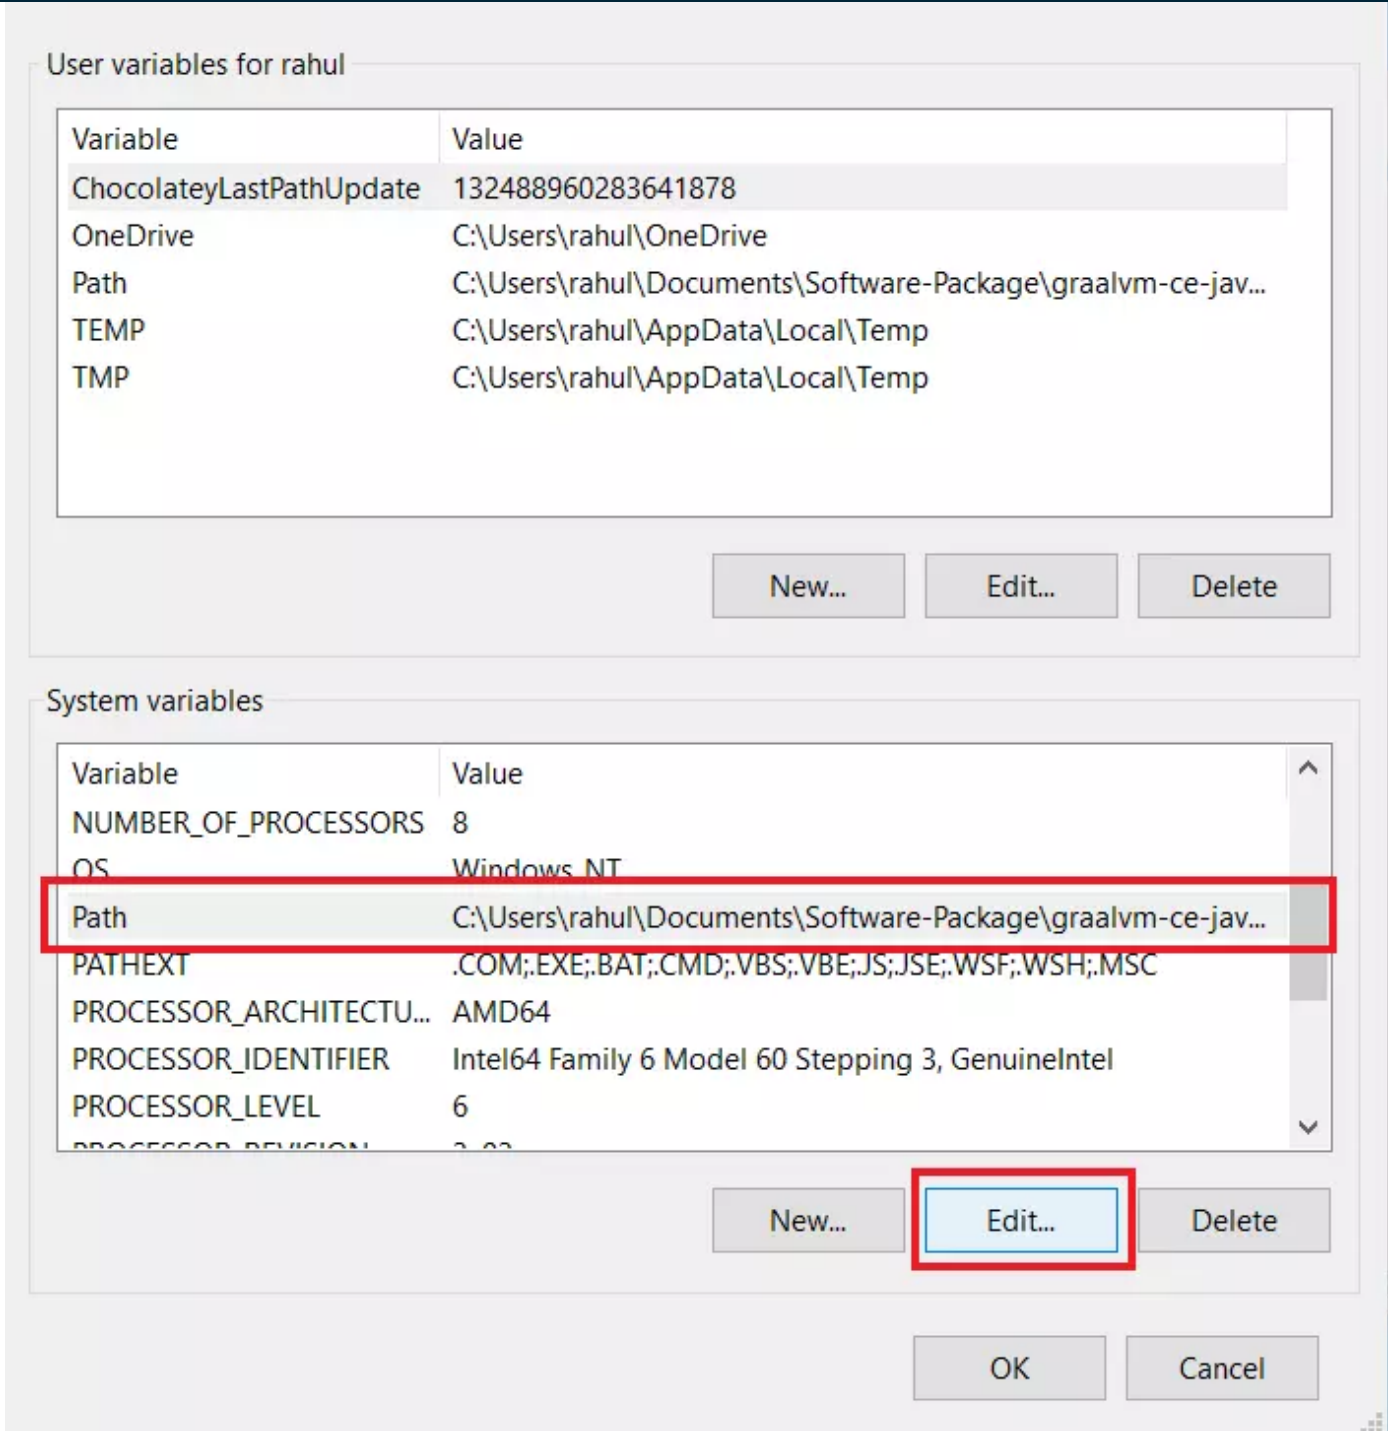 User variables for rahul
Variable Value
ChocolateyLastPathUpdate 132488960283641878
OneDrive C:\Users\rahul\OneDrive
Path C:\Users\rahul\Documents\Software-Package\graalvm-ce-jav...
TEMP C:\Users\rahul\AppData\Local\Temp
TMP C:\Users\rahul\AppData\Local\Temp
New... Edit... Delete
System variables
Variable Value
NUMBER_OF_PROCESSORS 8
OS Windows_NT
Path C:\Users\rahul\Documents\Software-Package\graalvm-ce-jav...
PATHEXT .COM;.EXE;.BAT;.CMD;.VBS;.VBE;.JS;.JSE;.WSF;.WSH;.MSC
PROCESSOR_ARCHITECTU... AMD64
PROCESSOR_IDENTIFIER Intel64 Family 6 Model 60 Stepping 3, GenuineIntel
PROCESSOR_LEVEL 6
PROCESSOR_REVISION
New... Edit... Delete
OK Cancel